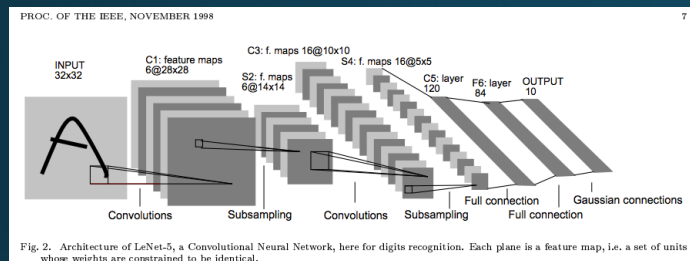 PROC. OF THE IEEE, NOVEMBER 1998 7
INPUT
32x32
C1: feature maps
6@28x28
S2: f. maps
6@14x14
C3: f. maps 16@10x10
S4: f. maps 16@5x5
C5: layer
120
F6: layer
84
OUTPUT
10
A
Convolutions
Subsampling
Convolutions
Subsampling
Full connection
Full connection
Gaussian connections
Fig. 2. Architecture of LeNet-5, a Convolutional Neural Network, here for digits recognition. Each plane is a feature map, i.e. a set of units
whose weights are constrained to be identical.